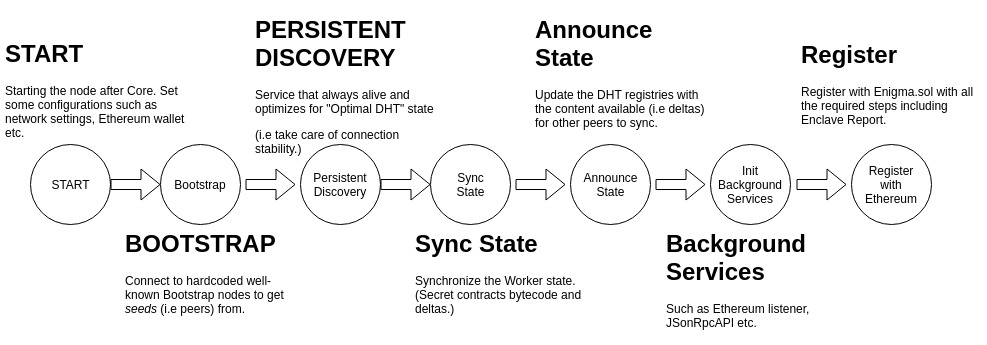 START
Starting the node after Core. Set
some configurations such as
network settings, Ethereum wallet
etc.
PERSISTENT
DISCOVERY
Service that always alive and
optimizes for "Optimal DHT" state
(i.e take care of connection
stability.)
Announce
State
Update the DHT registries with
the content available (i.e deltas)
for other peers to sync.
Register
Register with Enigma.sol with all
the required steps including
Enclave Report.
START
Bootstrap
Persistent
Discovery
Sync
State
Announce
State
Init
Background
Services
Register
with
Ethereum
BOOTSTRAP
Connect to hardcoded well-
known Bootstrap nodes to get
seeds (i.e peers) from.
Sync State
Synchronize the Worker state.
(Secret contracts bytecode and
deltas.)
Background
Services
Such as Ethereum listener,
JSonRpcAPI etc.